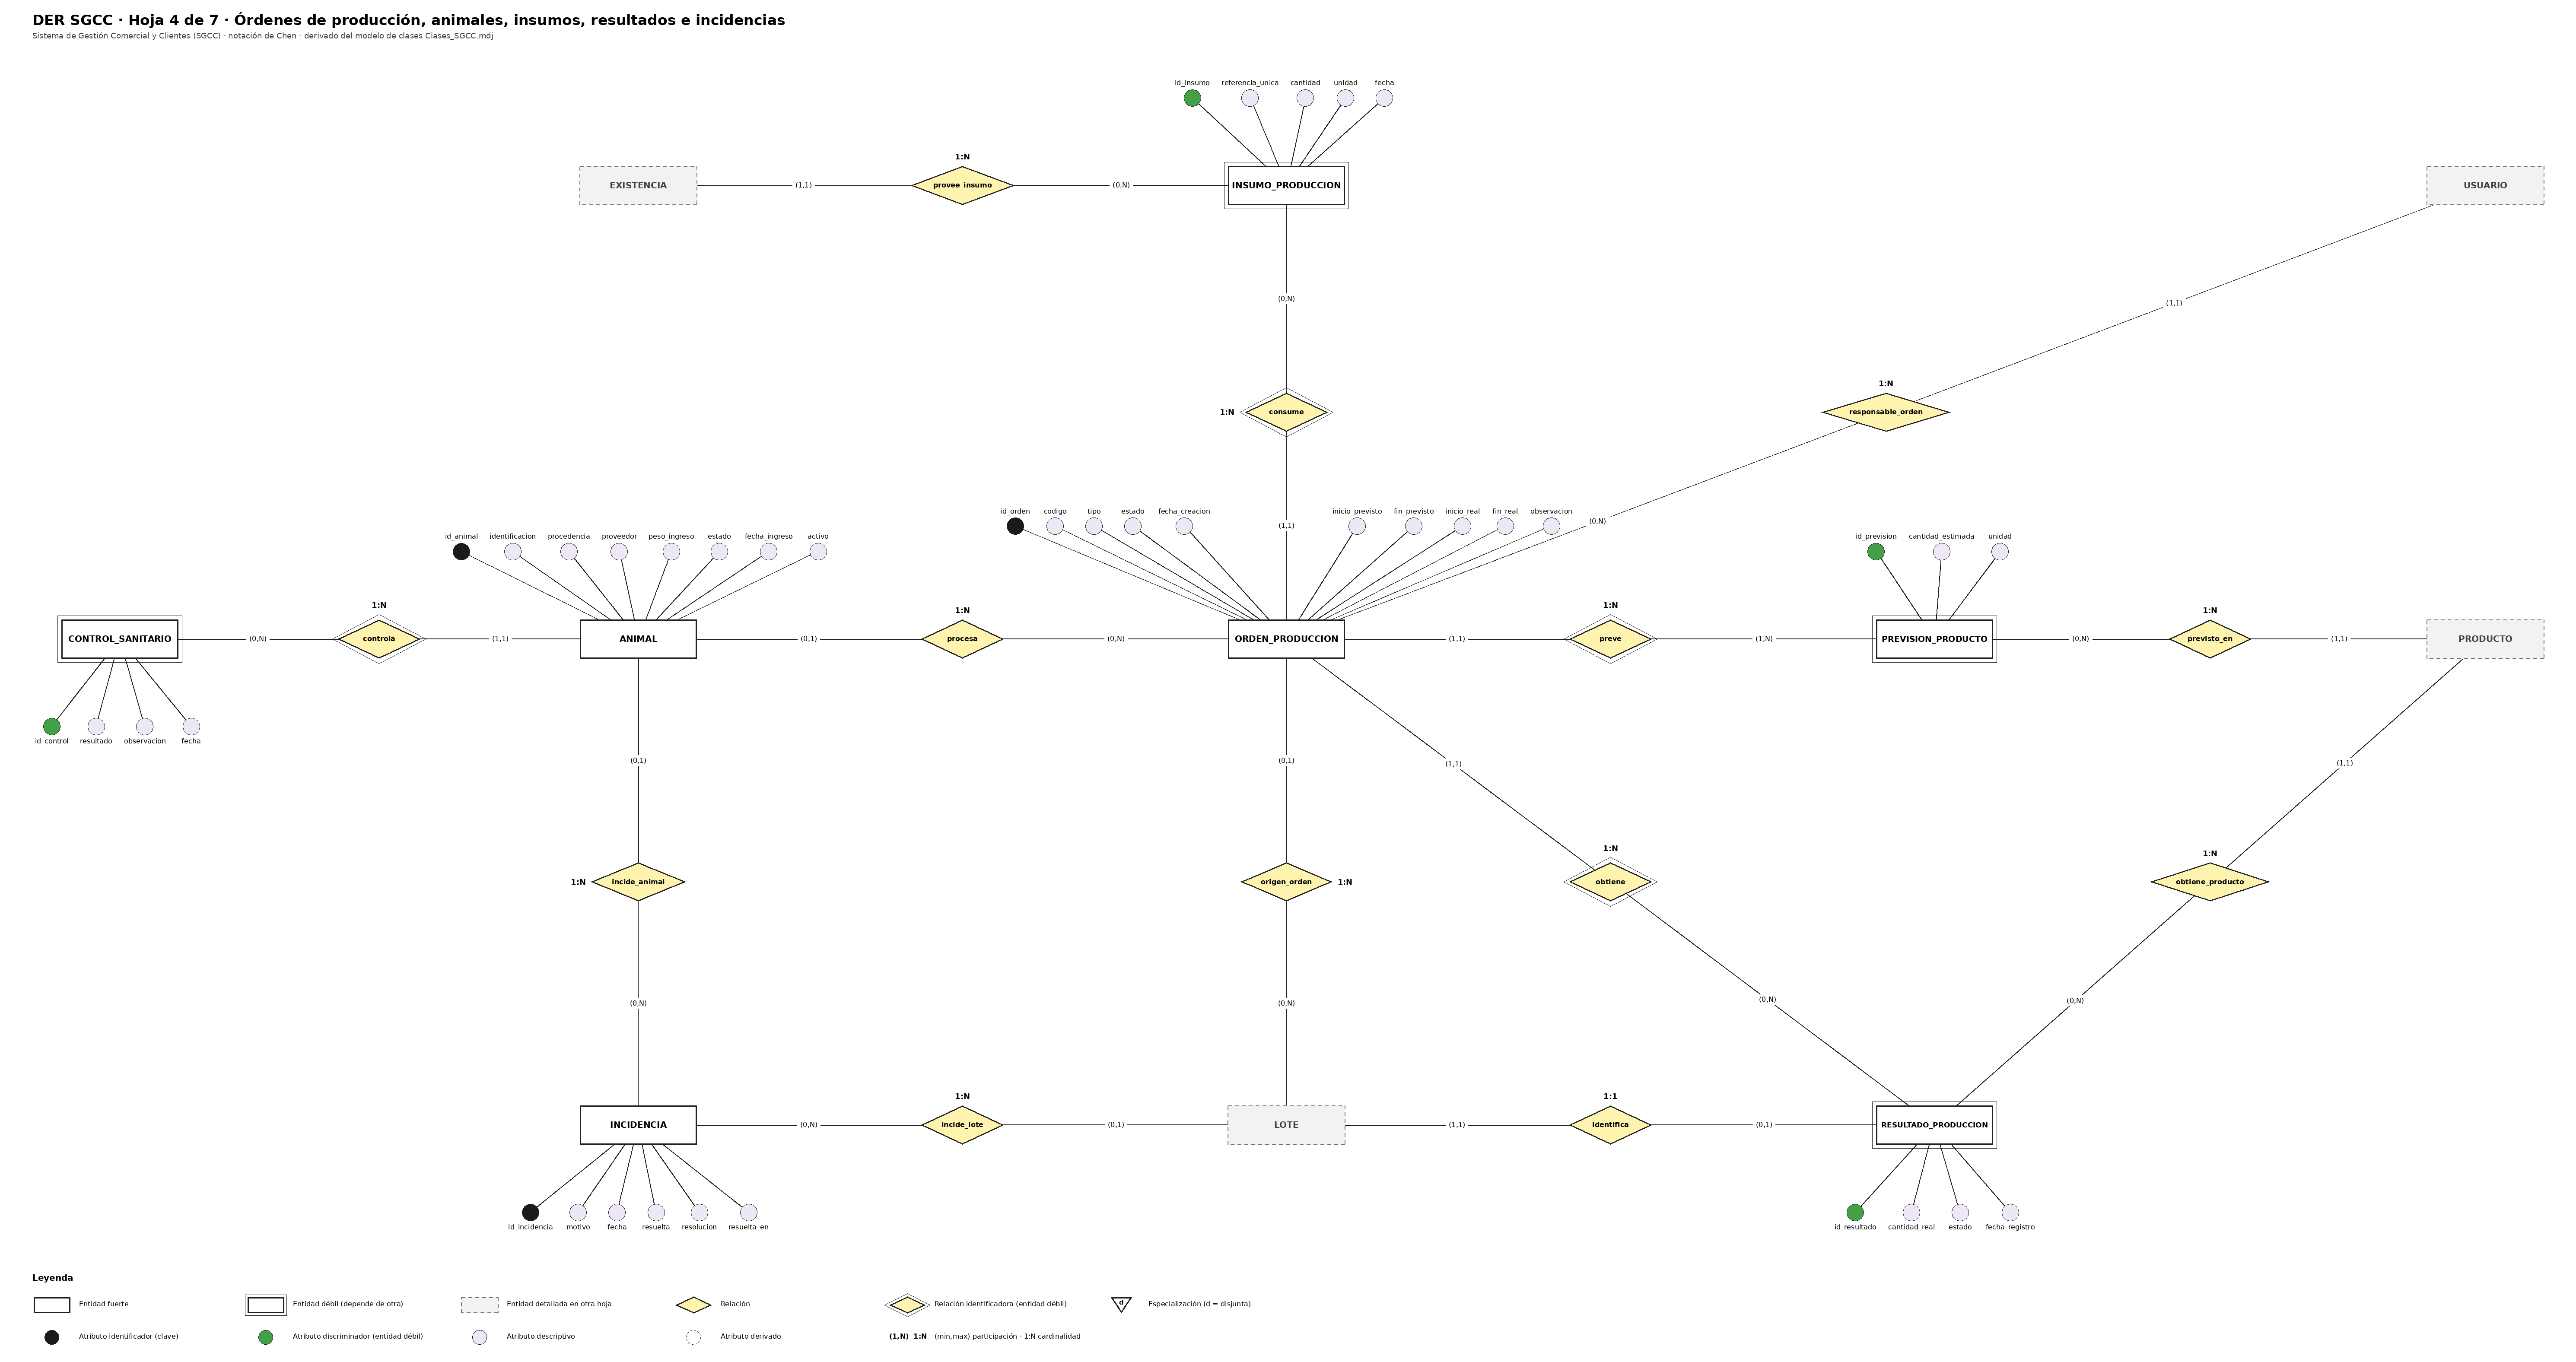 DER SGCC · Hoja 4 de 7 · Órdenes de producción, animales, insumos, resultados e incidencias
Sistema de Gestión Comercial y Clientes (SGCC) · notación de Chen · derivado del modelo de clases Clases_SGCC.mdj
id_insumo referencia_unica cantidad unidad fecha
1:N
EXISTENCIA (1,1) provee_insumo (0,N) INSUMO_PRODUCCION USUARIO
(0,N) (1,1)
1:N
1:N consume responsable_orden
id_orden codigo tipo estado fecha_creacion inicio_previsto fin_previsto inicio_real fin_real observacion
(1,1) (0,N)
id_animal identificacion procedencia proveedor peso_ingreso estado fecha_ingreso activo id_prevision cantidad_estimada unidad
1:N 1:N 1:N 1:N
CONTROL_SANITARIO (0,N) controla (1,1) ANIMAL (0,1) procesa (0,N) ORDEN_PRODUCCION (1,1) preve (1,N) PREVISION_PRODUCTO (0,N) previsto_en (1,1) PRODUCTO
id_control resultado observacion fecha
(0,1) (0,1) (1,1) (1,1)
1:N 1:N
1:N incide_animal origen_orden 1:N obtiene obtiene_producto
(0,N) (0,N) (0,N) (0,N)
1:N 1:1
INCIDENCIA (0,N) incide_lote (0,1) LOTE (1,1) identifica (0,1) RESULTADO_PRODUCCION
id_incidencia motivo fecha resuelta resolucion resuelta_en id_resultado cantidad_real estado fecha_registro
Leyenda
Entidad fuerte Entidad débil (depende de otra) Entidad detallada en otra hoja Relación Relación identificadora (entidad débil) d Especialización (d = disjunta)
Atributo identificador (clave) Atributo discriminador (entidad débil) Atributo descriptivo Atributo derivado (1,N) 1:N (min,max) participación · 1:N cardinalidad